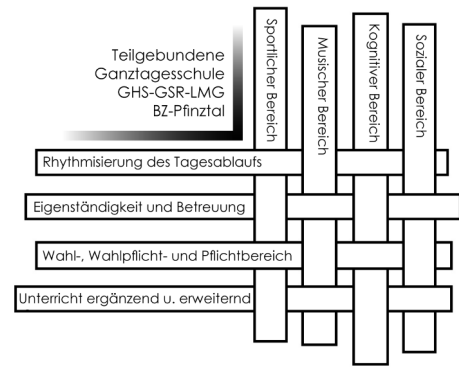 Teilgebundene
Ganztagesschule
GHS-GSR-LMG
BZ-Pfinztal
Sportlicher Bereich
Musischer Bereich
Kognitiver Bereich
Sozialer Bereich
Rhythmisierung des Tagesablaufs
Eigenständigkeit und Betreuung
Wahl-, Wahlpflicht- und Pflichtbereich
Unterricht ergänzend u. erweiternd